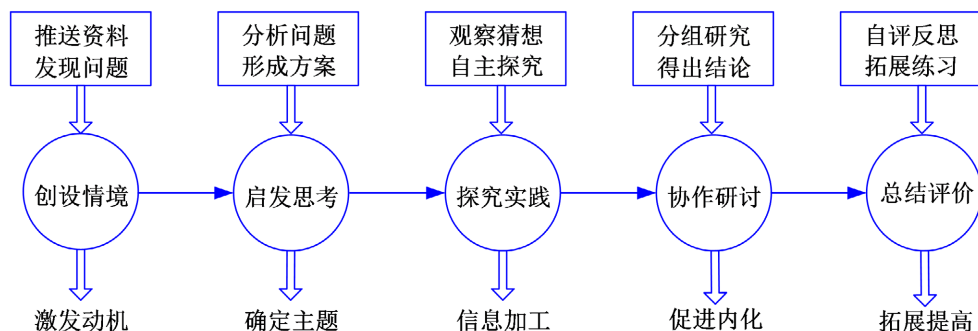 推送资料
发现问题
分析问题
形成方案
观察猜想
自主探究
分组研究
得出结论
自评反思
拓展练习
创设情境
启发思考
探究实践
协作研讨
总结评价
激发动机
确定主题
信息加工
促进内化
拓展提高